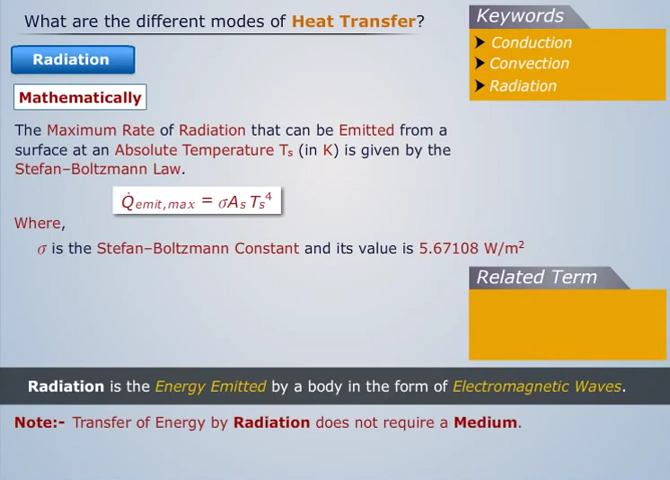 What are the different modes of Heat Transfer?
Radiation
Mathematically
The Maximum Rate of Radiation that can be Emitted from a
surface at an Absolute Temperature Tₛ (in K) is given by the
Stefan–Boltzmann Law.
Q̇emit,max = σAₛ Tₛ⁴
Where,
σ is the Stefan–Boltzmann Constant and its value is 5.67108 W/m²
Keywords
Conduction
Convection
Radiation
Related Term
Radiation is the Energy Emitted by a body in the form of Electromagnetic Waves.
Note:- Transfer of Energy by Radiation does not require a Medium.